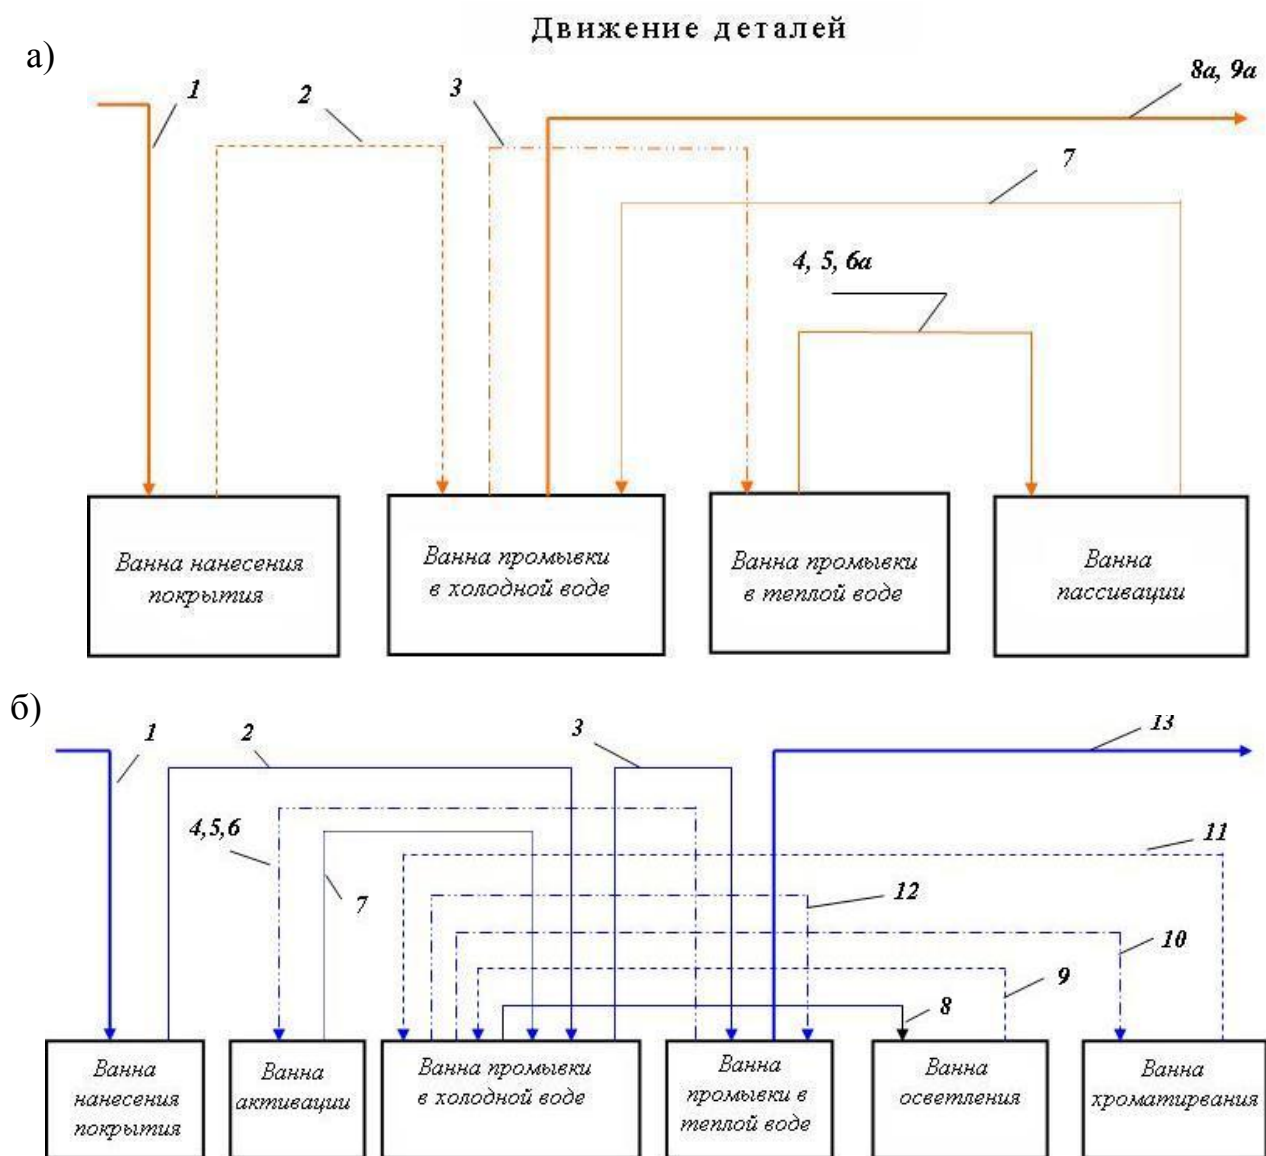 Движение деталей
а)
1
2
3
8а, 9а
7
4, 5, 6а
Ванна нанесения
покрытия
Ванна промывки
в холодной воде
Ванна промывки
в теплой воде
Ванна
пассивации
б)
1
2
3
13
4,5,6
7
11
12
10
9
8
Ванна
нанесения
покрытия
Ванна
активации
Ванна промывки
в холодной воде
Ванна
промывки в
теплой воде
Ванна
осветления
Ванна
хроматирвания